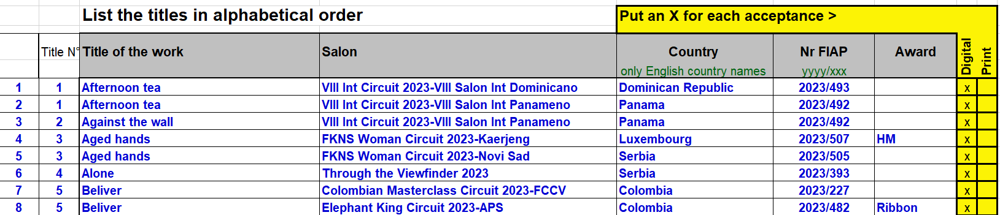 List the titles in alphabetical order Put an X for each acceptance >
Title N° Title of the work Salon Country Nr FIAP Award Digital Print
only English country names yyyy/xxx
1 1 Afternoon tea VIII Int Circuit 2023-VIII Salon Int Dominicano Dominican Republic 2023/493 x
2 1 Afternoon tea VIII Int Circuit 2023-VIII Salon Int Panameno Panama 2023/492 x
3 2 Against the wall VIII Int Circuit 2023-VIII Salon Int Panameno Panama 2023/492 x
4 3 Aged hands FKNS Woman Circuit 2023-Kaerjeng Luxembourg 2023/507 HM x
5 3 Aged hands FKNS Woman Circuit 2023-Novi Sad Serbia 2023/505 x
6 4 Alone Through the Viewfinder 2023 Serbia 2023/393 x
7 5 Beliver Colombian Masterclass Circuit 2023-FCCV Colombia 2023/227 x
8 5 Beliver Elephant King Circuit 2023-APS Colombia 2023/482 Ribbon x